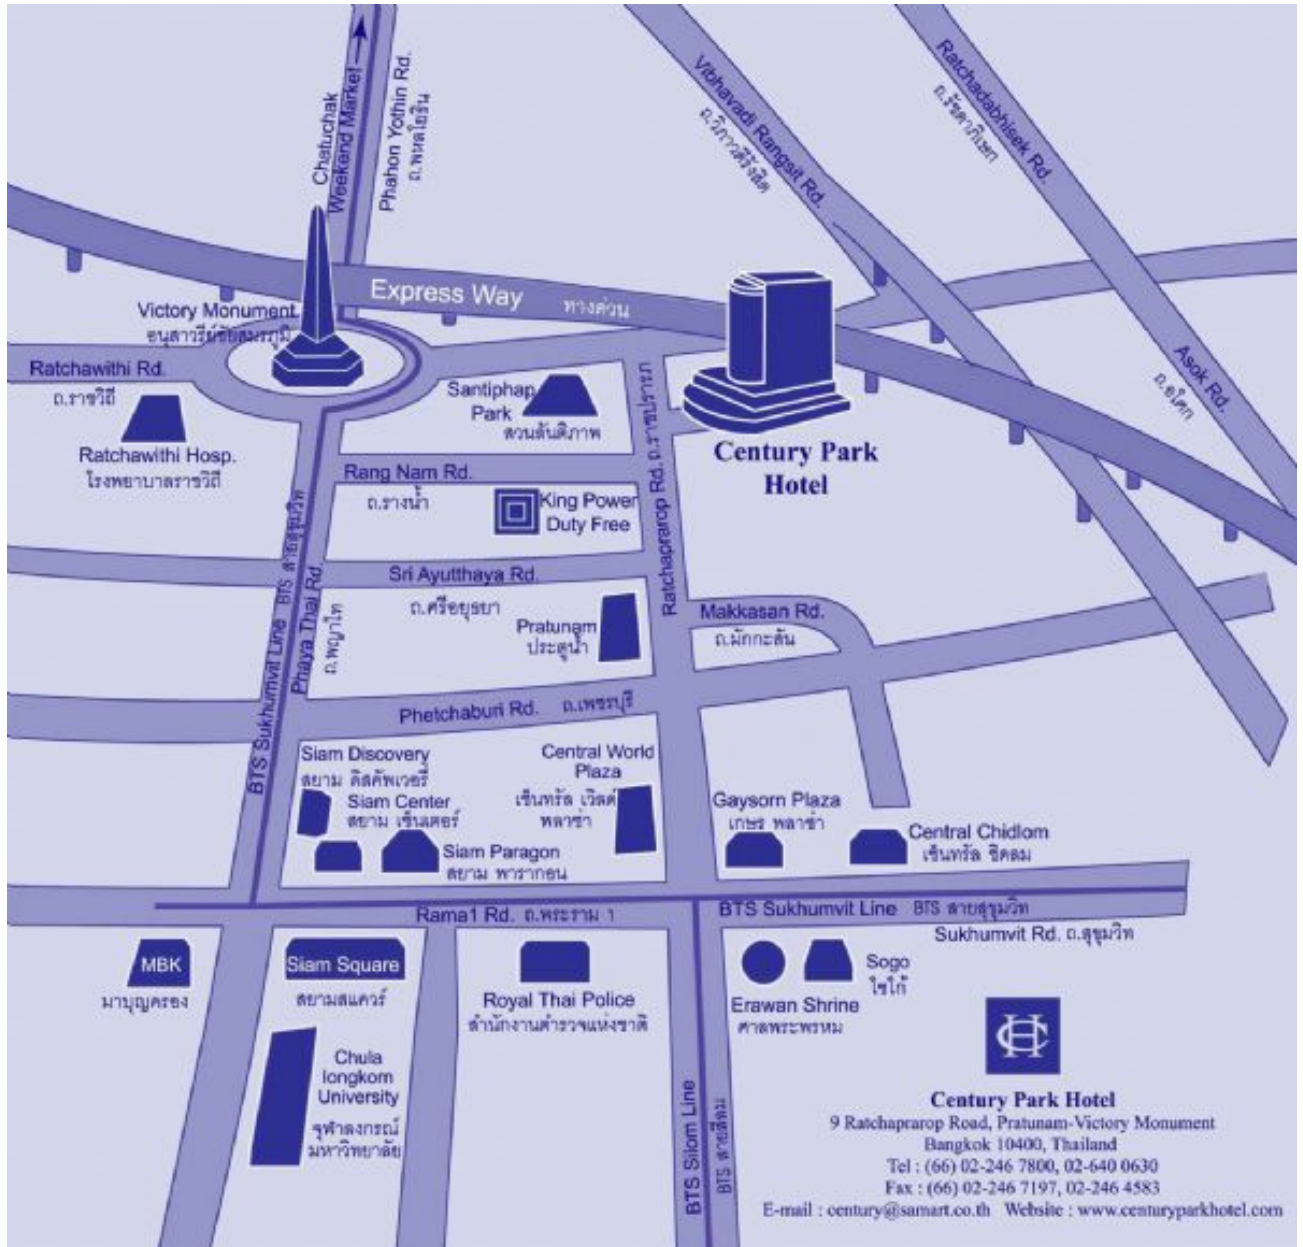 Chatuchak
Weekend Market
Phahon Yothin Rd.
ถ.พหลโยธิน
Vibhavadi Rangsit Rd.
ถ.วิภาวดีรังสิต
Ratchadabhisek Rd.
ถ.รัชดาภิเษก
Express Way ทางด่วน
Victory Monument
อนุสาวรีย์ชัยสมรภูมิ
Ratchawithi Rd.
ถ.ราชวิถี
Ratchawithi Hosp.
โรงพยาบาลราชวิถี
Santiphap
Park
สวนสันติภาพ
Asok Rd.
ถ.อโศก
Century Park
Hotel
Rang Nam Rd.
ถ.รางน้ำ
King Power
Duty Free
Ratchaprarop Rd. ถ.ราชปรารภ
BTS Sukhumvit Line BTS สายสุขุมวิท
Phaya Thai Rd.
ถ.พญาไท
Sri Ayutthaya Rd.
ถ.ศรีอยุธยา
Pratunam
ประตูน้ำ
Makkasan Rd.
ถ.มักกะสัน
Phetchaburi Rd. ถ.เพชรบุรี
Siam Discovery
สยาม ดิสคัพเวอรี่
Siam Center
สยาม เซ็นเตอร์
Siam Paragon
สยาม พารากอน
Central World
Plaza
เซ็นทรัล เวิลด์
พลาซ่า
Gaysorn Plaza
เกษร พลาซ่า
Central Chidlom
เซ็นทรัล ชิดลม
Rama1 Rd. ถ.พระราม 1
BTS Sukhumvit Line BTS สายสุขุมวิท
Sukhumvit Rd. ถ.สุขุมวิท
MBK
มาบุญครอง
Siam Square
สยามสแควร์
Royal Thai Police
สำนักงานตำรวจแห่งชาติ
Erawan Shrine
ศาลพระพรหม
Sogo
โซโก้
Chula
longkorn
University
จุฬาลงกรณ์
มหาวิทยาลัย
BTS Silom Line
BTS สายสีลม
CH
Century Park Hotel
9 Ratchaprarop Road, Pratunam-Victory Monument
Bangkok 10400, Thailand
Tel : (66) 02-246 7800, 02-640 0630
Fax : (66) 02-246 7197, 02-246 4583
E-mail : century@samart.co.th Website : www.centuryparkhotel.com